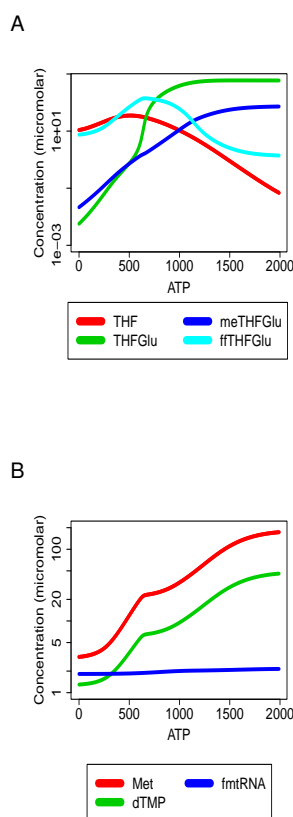 A
Concentration (micromolar)
1e+01
1e−03
0 500 1000 1500 2000
ATP
THF meTHFGlu
THFGlu ffTHFGlu
B
Concentration (micromolar)
100
20
5
1
0 500 1000 1500 2000
ATP
Met fmtRNA
dTMP